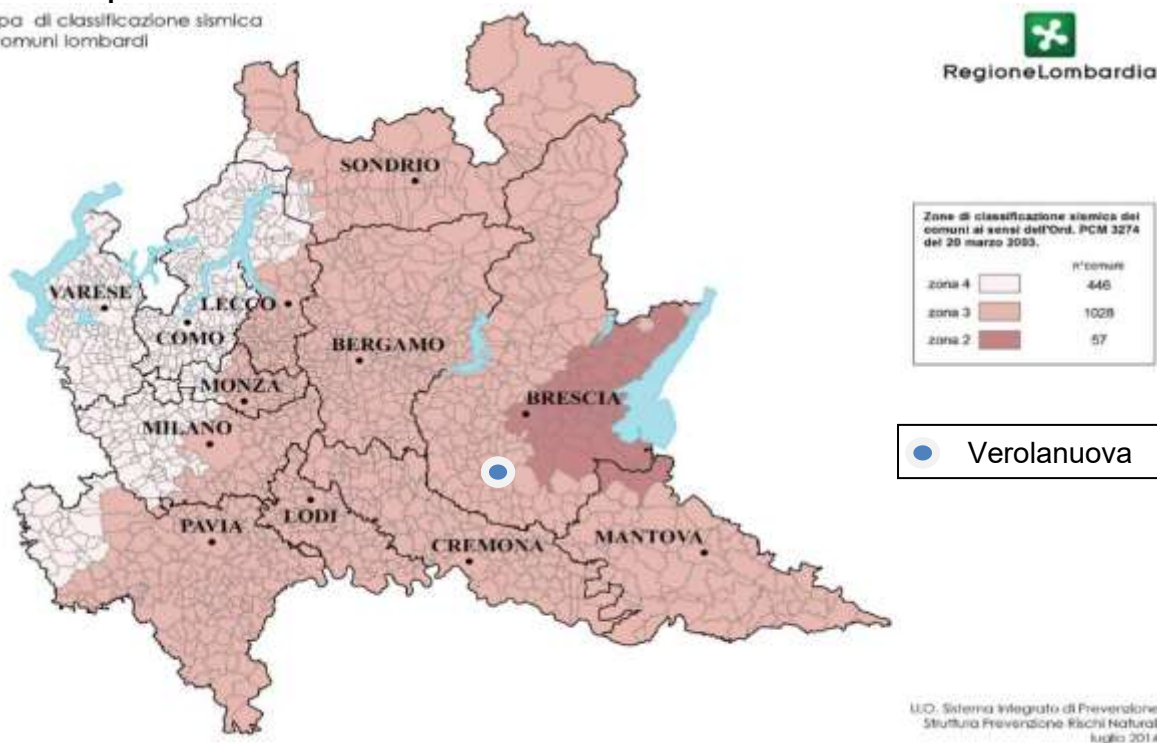 pa di classificazione sismica
omuni lombardi
RegioneLombardia
SONDRIO
Zone di classificazione sismica dei
comuni ai sensi dell'Ord. PCM 3274
del 20 marzo 2003.
n°comuni
zona 4 446
zona 3 1028
zona 2 57
VARESE
LECCO
COMO
BERGAMO
MONZA
BRESCIA
MILANO
Verolanuova
PAVIA
LODI
CREMONA
MANTOVA
U.O. Sistema Integrato di Prevenzione
Struttura Prevenzione Rischi Natural
luglio 2014